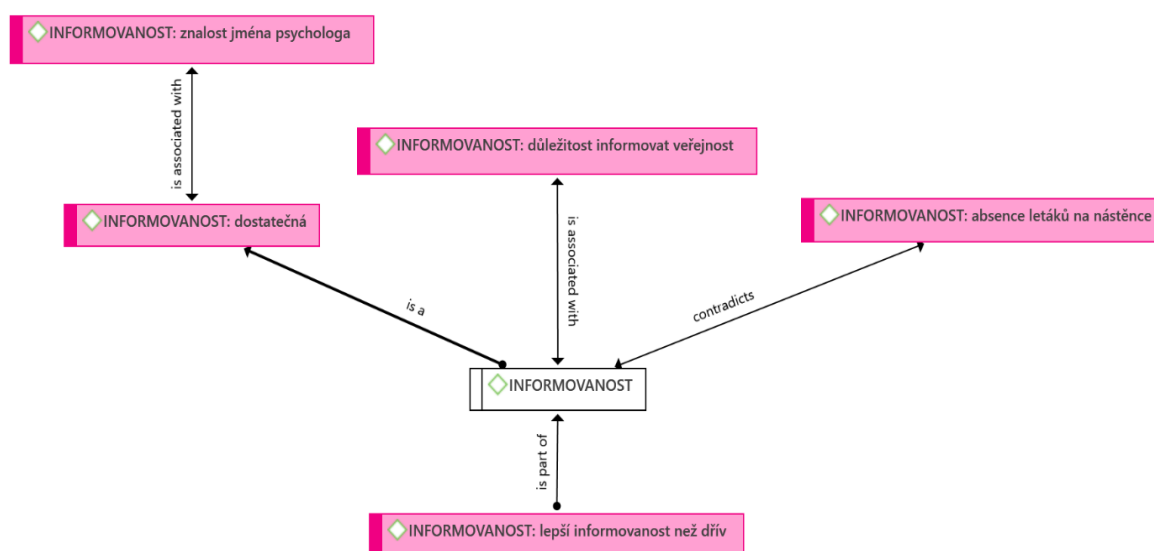 INFORMOVANOST: znalost jména psychologa
is associated with
INFORMOVANOST: důležitost informovat veřejnost
INFORMOVANOST: dostatečná
INFORMOVANOST: absence letáků na nástěnce
is a
is associated with
contradicts
INFORMOVANOST
is part of
INFORMOVANOST: lepší informovanost než dřív